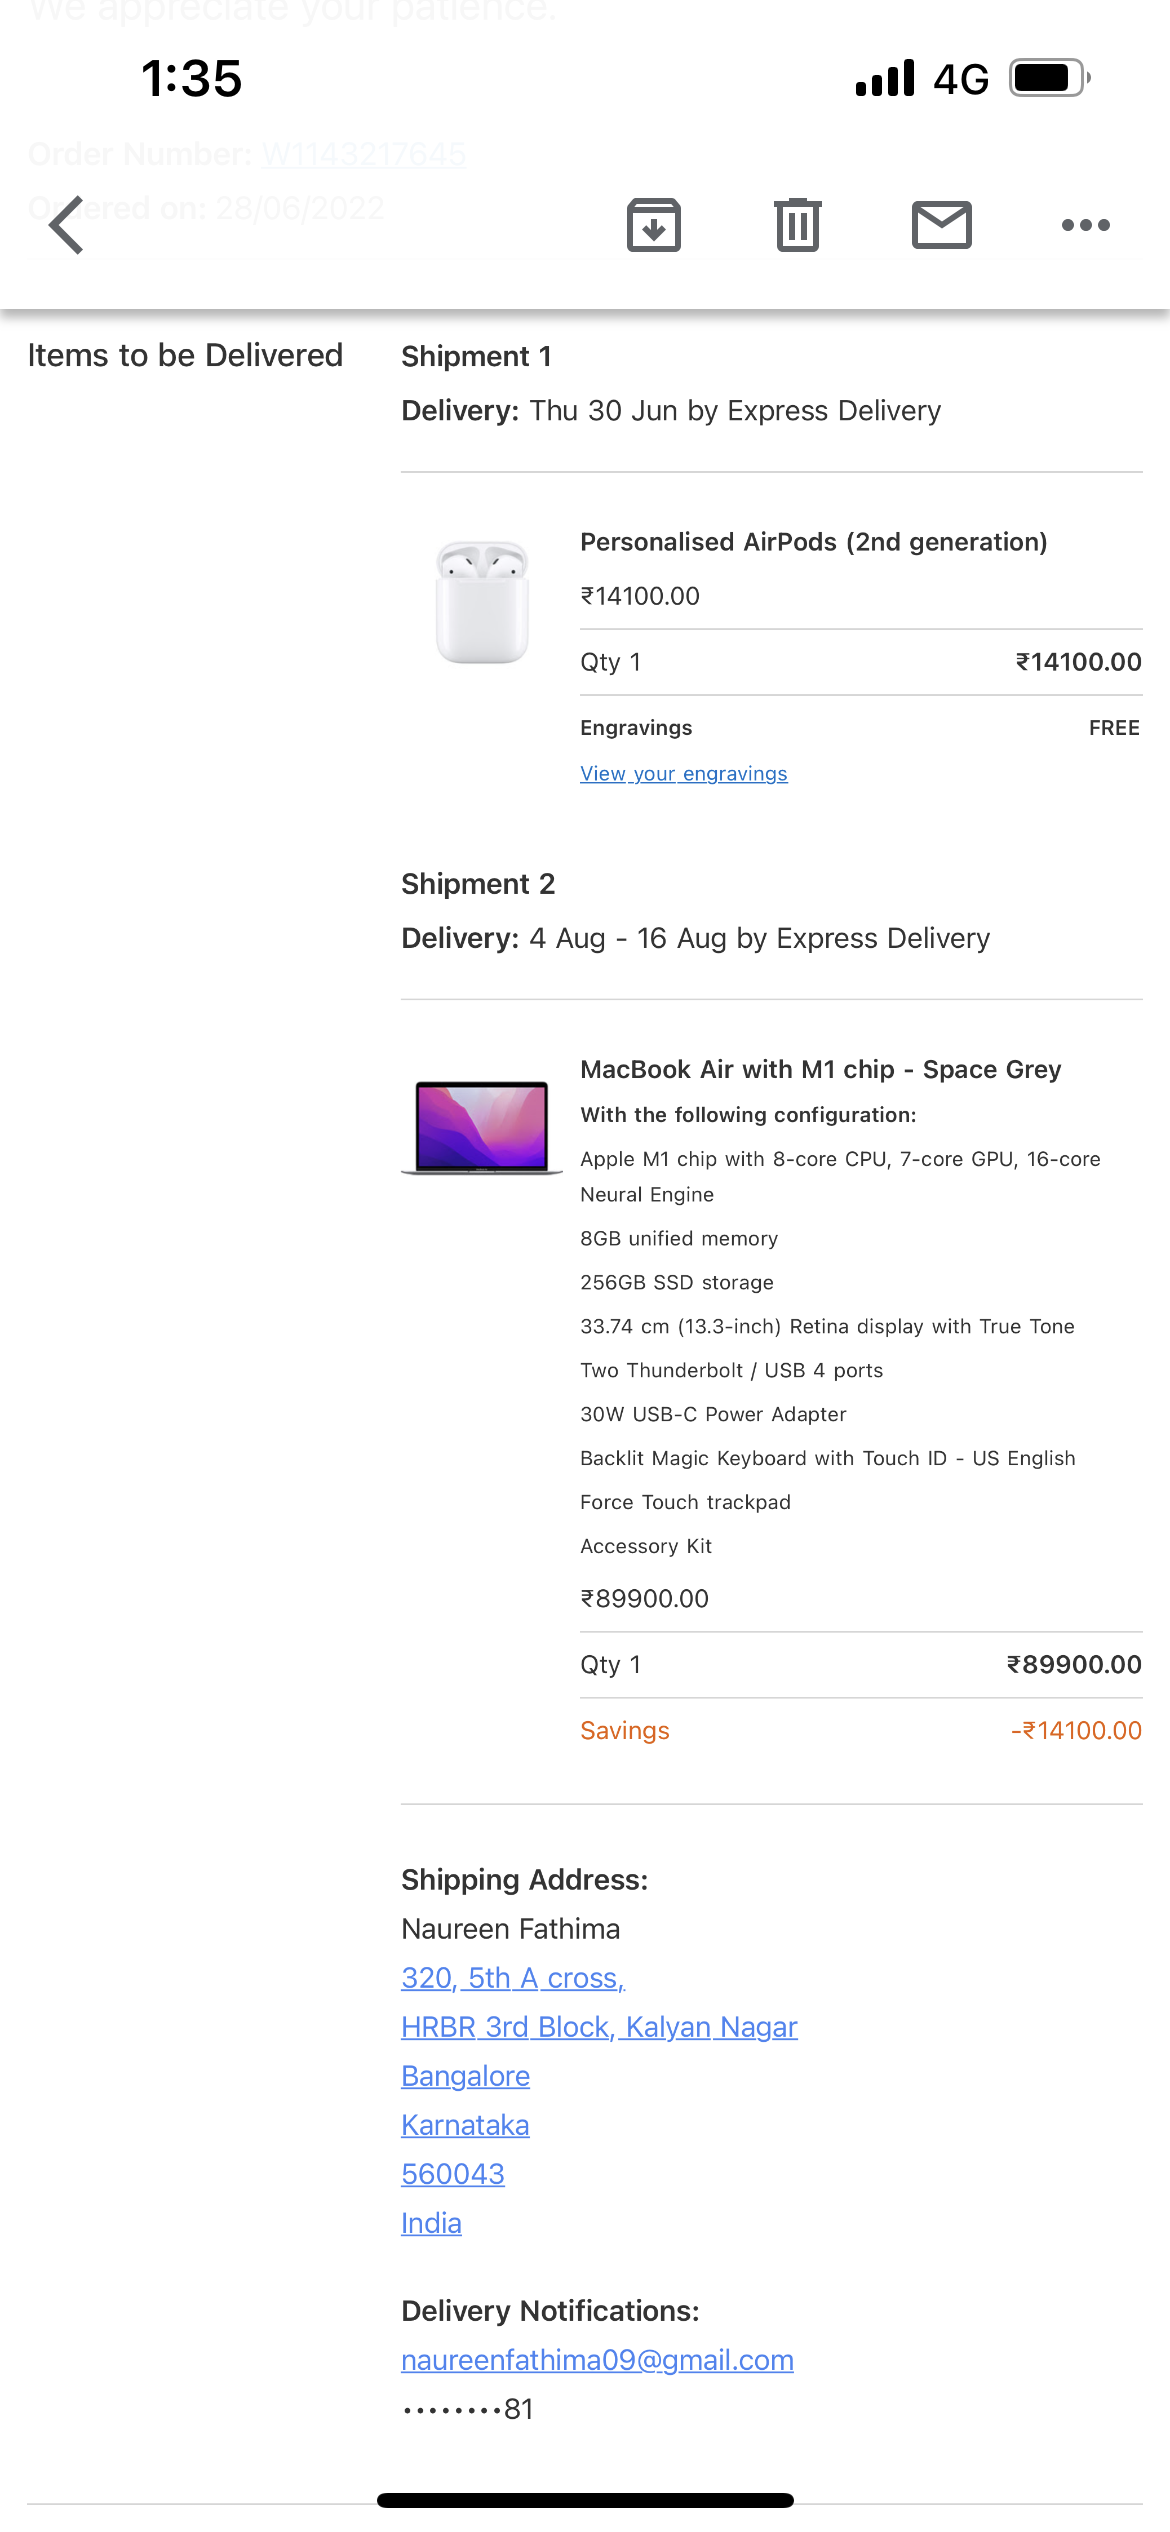 We appreciate your patience.
1:35
4G
Order Number: W1143217645
Ordered on: 28/06/2022
Items to be Delivered
Shipment 1
Delivery: Thu 30 Jun by Express Delivery
Personalised AirPods (2nd generation)
₹14100.00
Qty 1 ₹14100.00
Engravings FREE
View your engravings
Shipment 2
Delivery: 4 Aug - 16 Aug by Express Delivery
MacBook Air with M1 chip - Space Grey
With the following configuration:
Apple M1 chip with 8-core CPU, 7-core GPU, 16-core
Neural Engine
8GB unified memory
256GB SSD storage
33.74 cm (13.3-inch) Retina display with True Tone
Two Thunderbolt / USB 4 ports
30W USB-C Power Adapter
Backlit Magic Keyboard with Touch ID - US English
Force Touch trackpad
Accessory Kit
₹89900.00
Qty 1 ₹89900.00
Savings -₹14100.00
Shipping Address:
Naureen Fathima
320, 5th A cross,
HRBR 3rd Block, Kalyan Nagar
Bangalore
Karnataka
560043
India
Delivery Notifications:
naureenfathima09@gmail.com
••••••••81